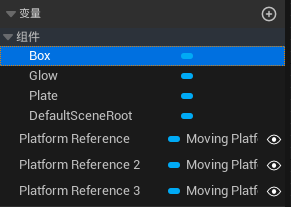 变量
组件
Box
Glow
Plate
DefaultSceneRoot
Platform Reference Moving Platf
Platform Reference 2 Moving Platf
Platform Reference 3 Moving Platf